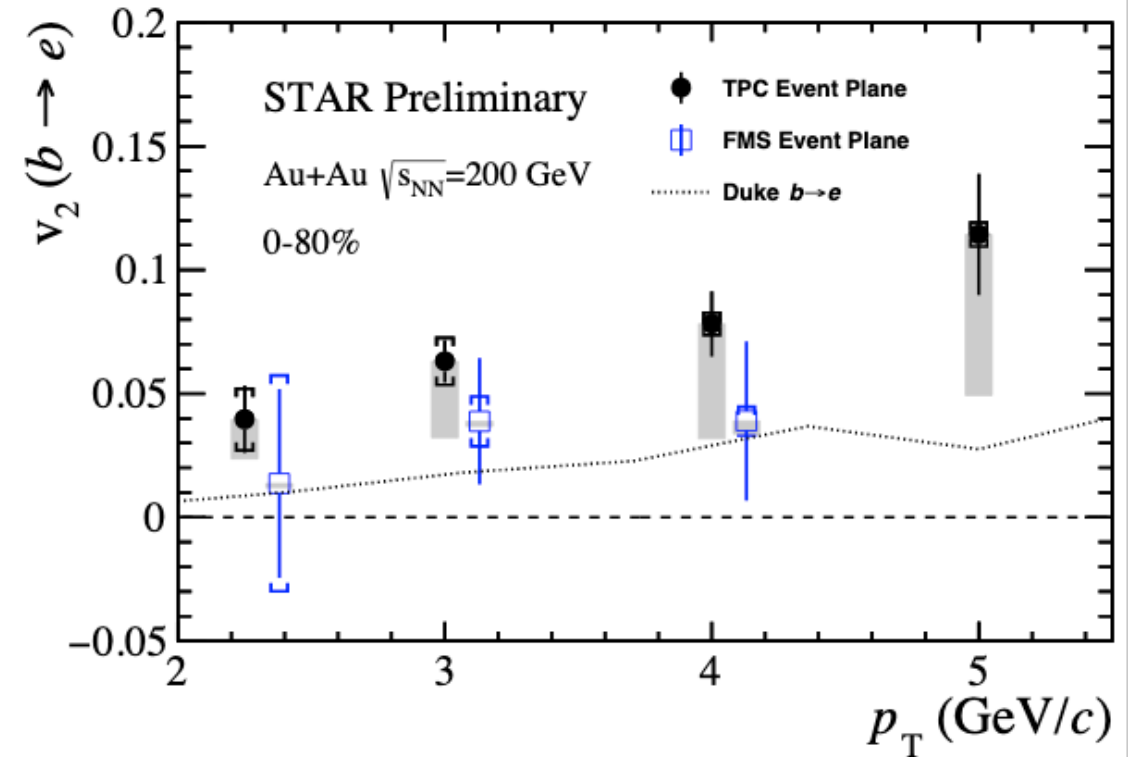 v₂ (b → e)
0.2
0.15
0.1
0.05
0
−0.05
STAR Preliminary
Au+Au √sNN=200 GeV
0-80%
TPC Event Plane
FMS Event Plane
Duke b→e
2 3 4 5
pT (GeV/c)